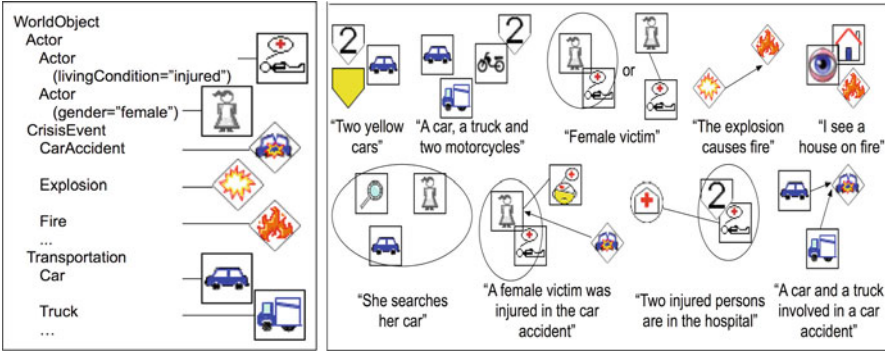 WorldObject
Actor
Actor
(livingCondition="injured")
Actor
(gender="female")
CrisisEvent
CarAccident
Explosion
Fire
...
Transportation
Car
Truck
...
2
2
or
"Two yellow
cars"
"A car, a truck and
two motorcycles"
"Female victim"
"The explosion
causes fire"
"I see a
house on fire"
2
"She searches
her car"
"A female victim was
injured in the car
accident"
"Two injured persons
are in the hospital"
"A car and a truck
involved in a car
accident"